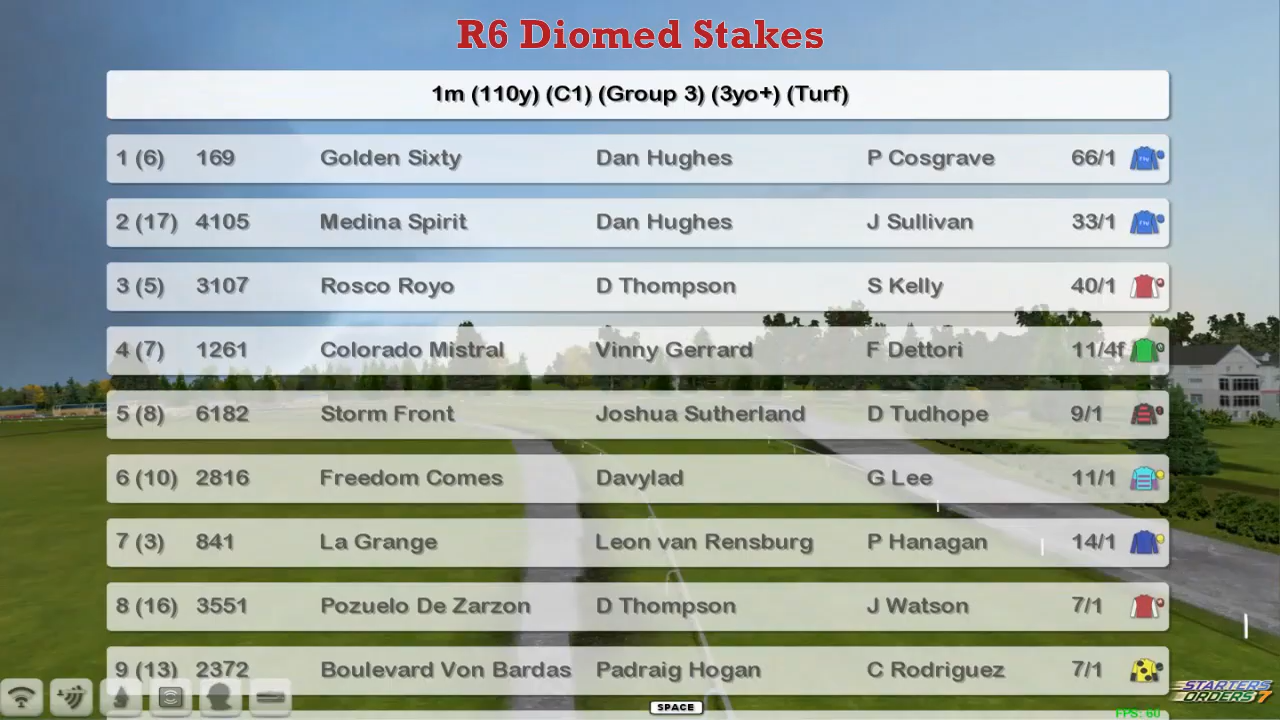 R6 Diomed Stakes
1m (110y) (C1) (Group 3) (3yo+) (Turf)
1 (6) 169 Golden Sixty Dan Hughes P Cosgrave 66/1
2 (17) 4105 Medina Spirit Dan Hughes J Sullivan 33/1
3 (5) 3107 Rosco Royo D Thompson S Kelly 40/1
4 (7) 1261 Colorado Mistral Vinny Gerrard F Dettori 11/4f
5 (8) 6182 Storm Front Joshua Sutherland D Tudhope 9/1
6 (10) 2816 Freedom Comes Davylad G Lee 11/1
7 (3) 841 La Grange Leon van Rensburg P Hanagan 14/1
8 (16) 3551 Pozuelo De Zarzon D Thompson J Watson 7/1
9 (13) 2372 Boulevard Von Bardas Padraig Hogan C Rodriguez 7/1
SPACE
STARTERS
ORDERS 7
FPS: 60